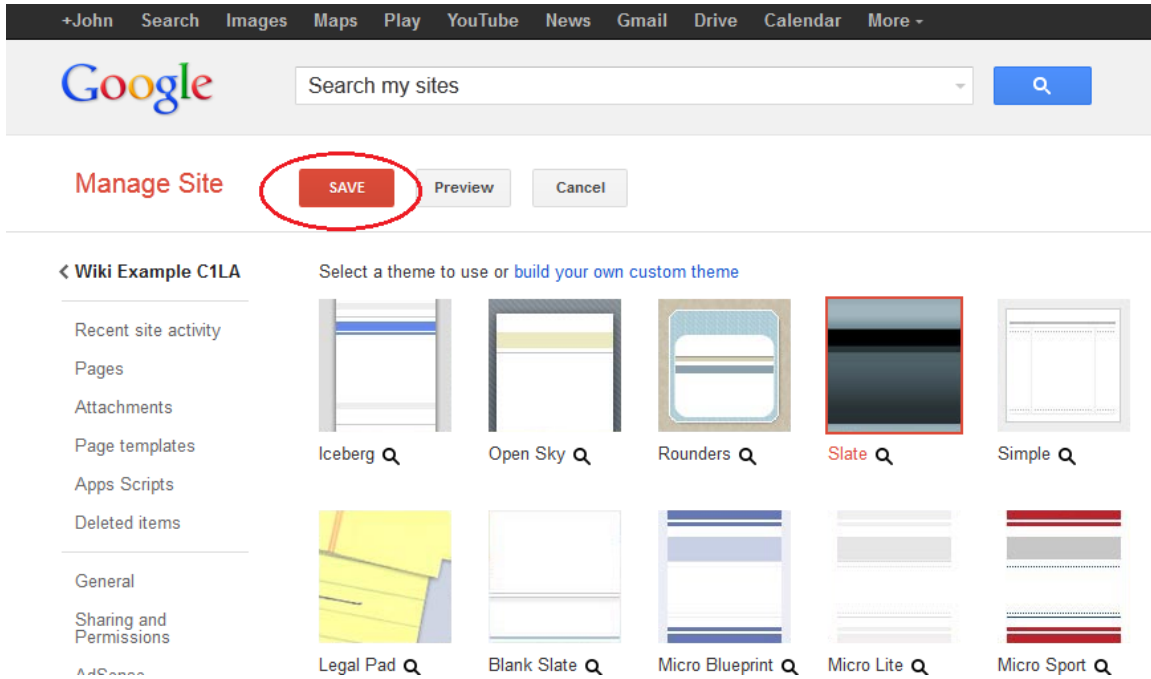 +John Search Images Maps Play YouTube News Gmail Drive Calendar More
Google Search my sites
Manage Site SAVE Preview Cancel
Wiki Example C1LA
Recent site activity
Pages
Attachments
Page templates
Apps Scripts
Deleted items
General
Sharing and
Permissions
AdSense
Select a theme to use or build your own custom theme
Iceberg Open Sky Rounders Slate Simple
Legal Pad Blank Slate Micro Blueprint Micro Lite Micro Sport